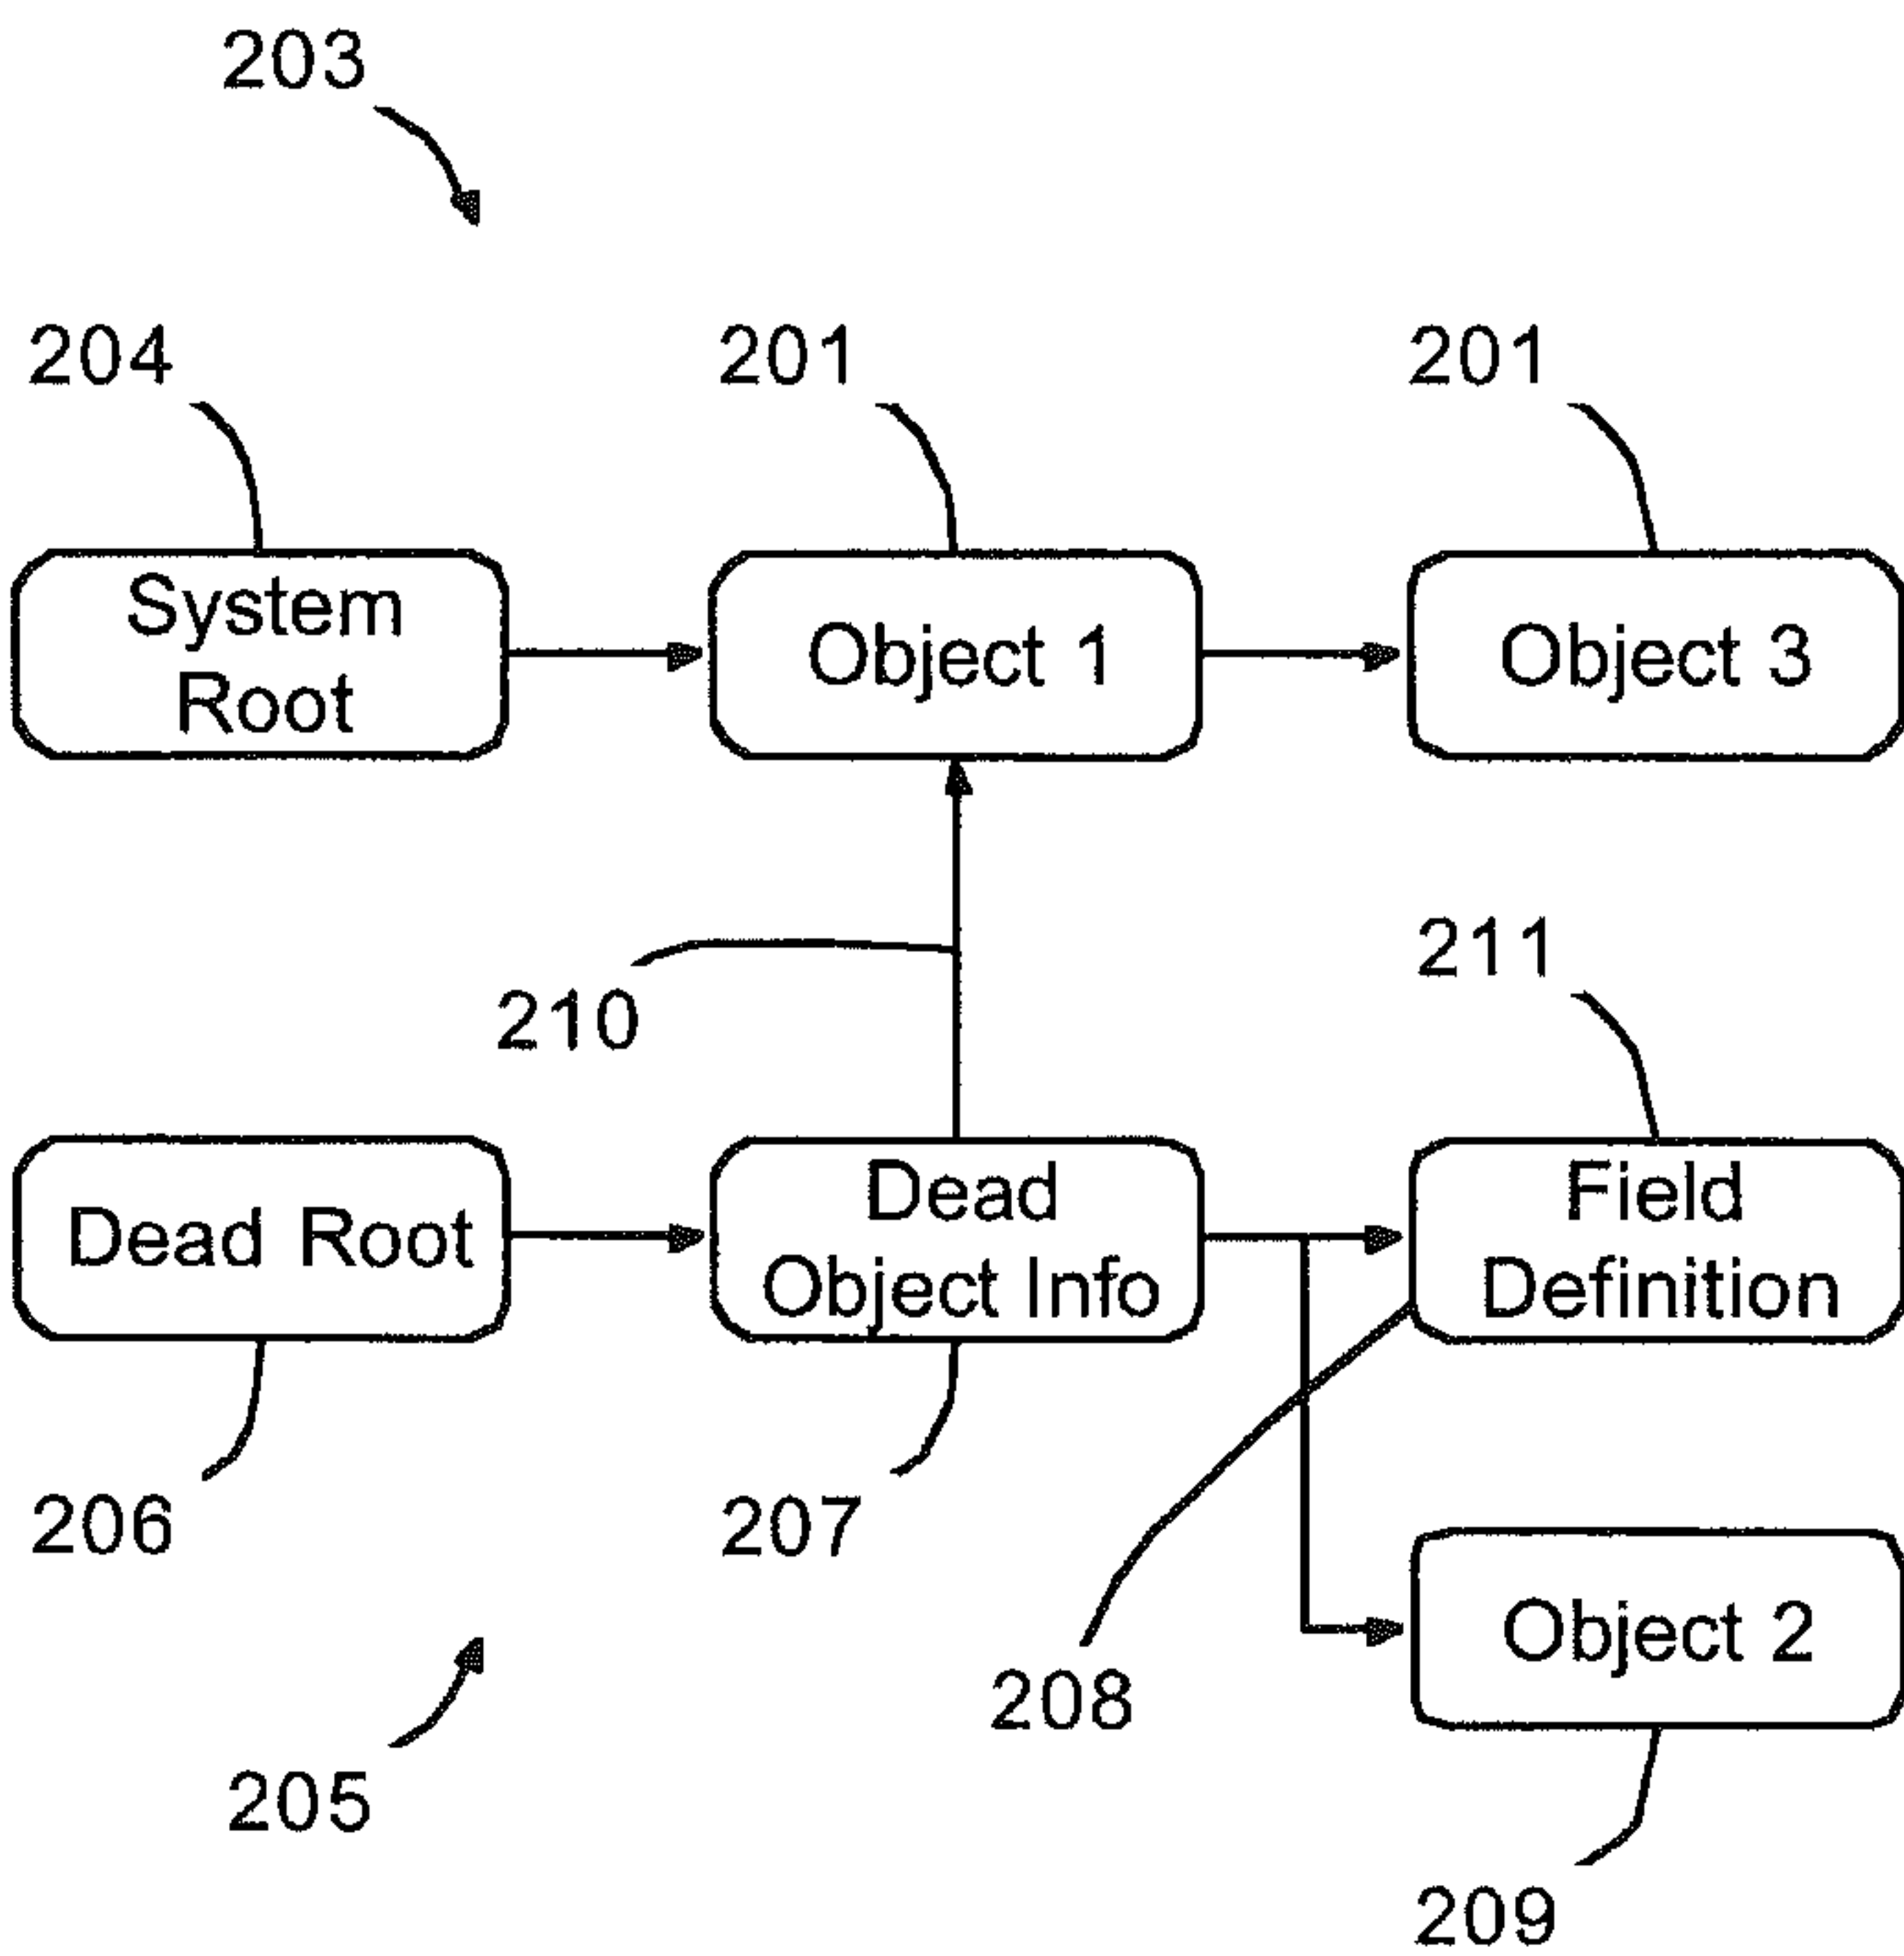 203
204
201
201
System
Root
Object 1
Object 3
210
211
Dead Root
Dead
Object Info
Field
Definition
206
207
208
Object 2
205
209